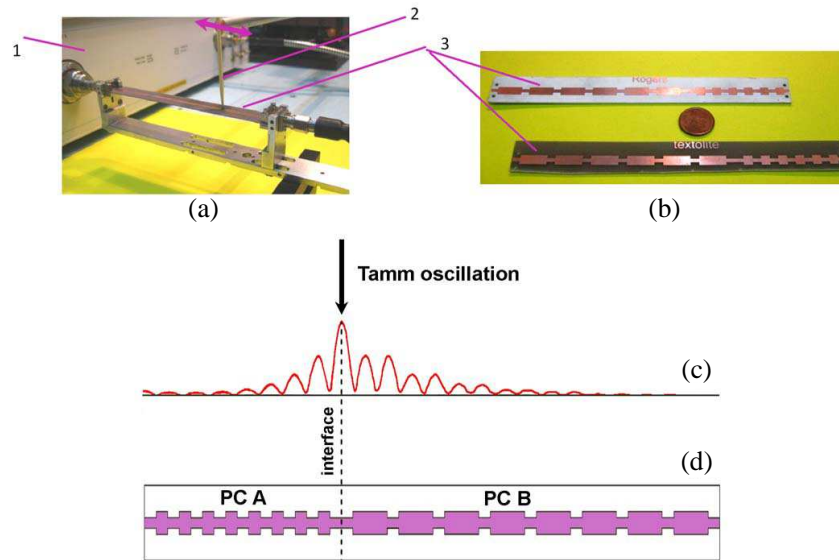 1
2
3
Rogers
textolite
(a)
(b)
Tamm oscillation
(c)
interface
(d)
PC A
PC B